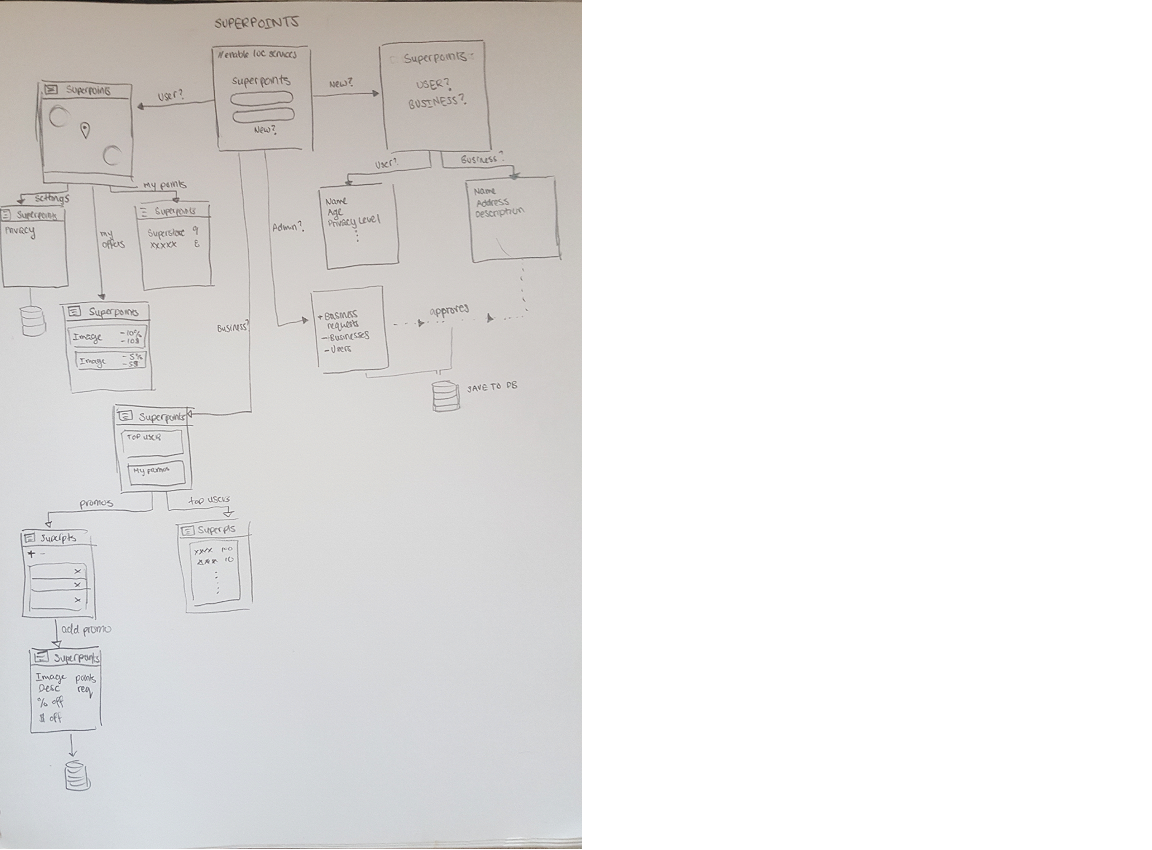 SUPERPOINTS
// enable loc services
superpoints
New?
User?
New?
Superpoints
USER?
BUSINESS?
Superpoints
User?
Business?
Name
Age
Privacy Level
Name
Address
Description
Settings
My points
Superpoints
Privacy
my
offers
Superpoints
Superstore 9
xxxxx 8
Admin?
Superpoints
Image -10%
-10$
Image -5%
-5$
Business?
+ Business
requests
- Businesses
- Users
approves
SAVE TO DB
Superpoints
TOP USERS
My promos
promos
top users
Superpts
+ -
x
x
x
Superpts
xxxx
xxxx 10
add promo
Superpoints
Image points
Desc req
% off
$ off